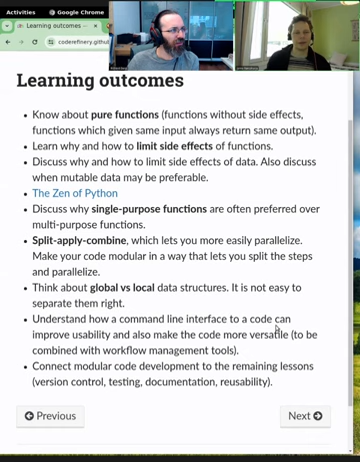 Activities Google Chrome
Learning outcomes
coderefinery.github
Learning outcomes
Know about pure functions (functions without side effects,
functions which given same input always return same output).
Learn why and how to limit side effects of functions.
Discuss why and how to limit side effects of data. Also discuss
when mutable data may be preferable.
The Zen of Python
Discuss why single-purpose functions are often preferred over
multi-purpose functions.
Split-apply-combine, which lets you more easily parallelize.
Make your code modular in a way that lets you split the steps
and parallelize.
Think about global vs local data structures. It is not easy to
separate them right.
Understand how a command line interface to a code can
improve usability and also make the code more versatile (to be
combined with workflow management tools).
Connect modular code development to the remaining lessons
(version control, testing, documentation, reusability).
Previous
Next